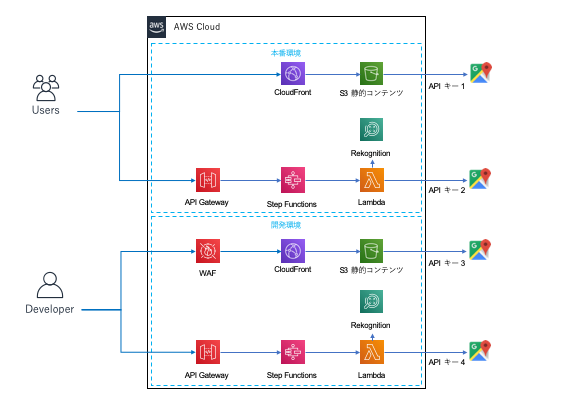 aws
AWS Cloud
本番環境
CloudFront
S3 静的コンテンツ
API キー 1
Users
Rekognition
API Gateway
Step Functions
Lambda
API キー 2
開発環境
WAF
CloudFront
S3 静的コンテンツ
API キー 3
Developer
Rekognition
API Gateway
Step Functions
Lambda
API キー 4